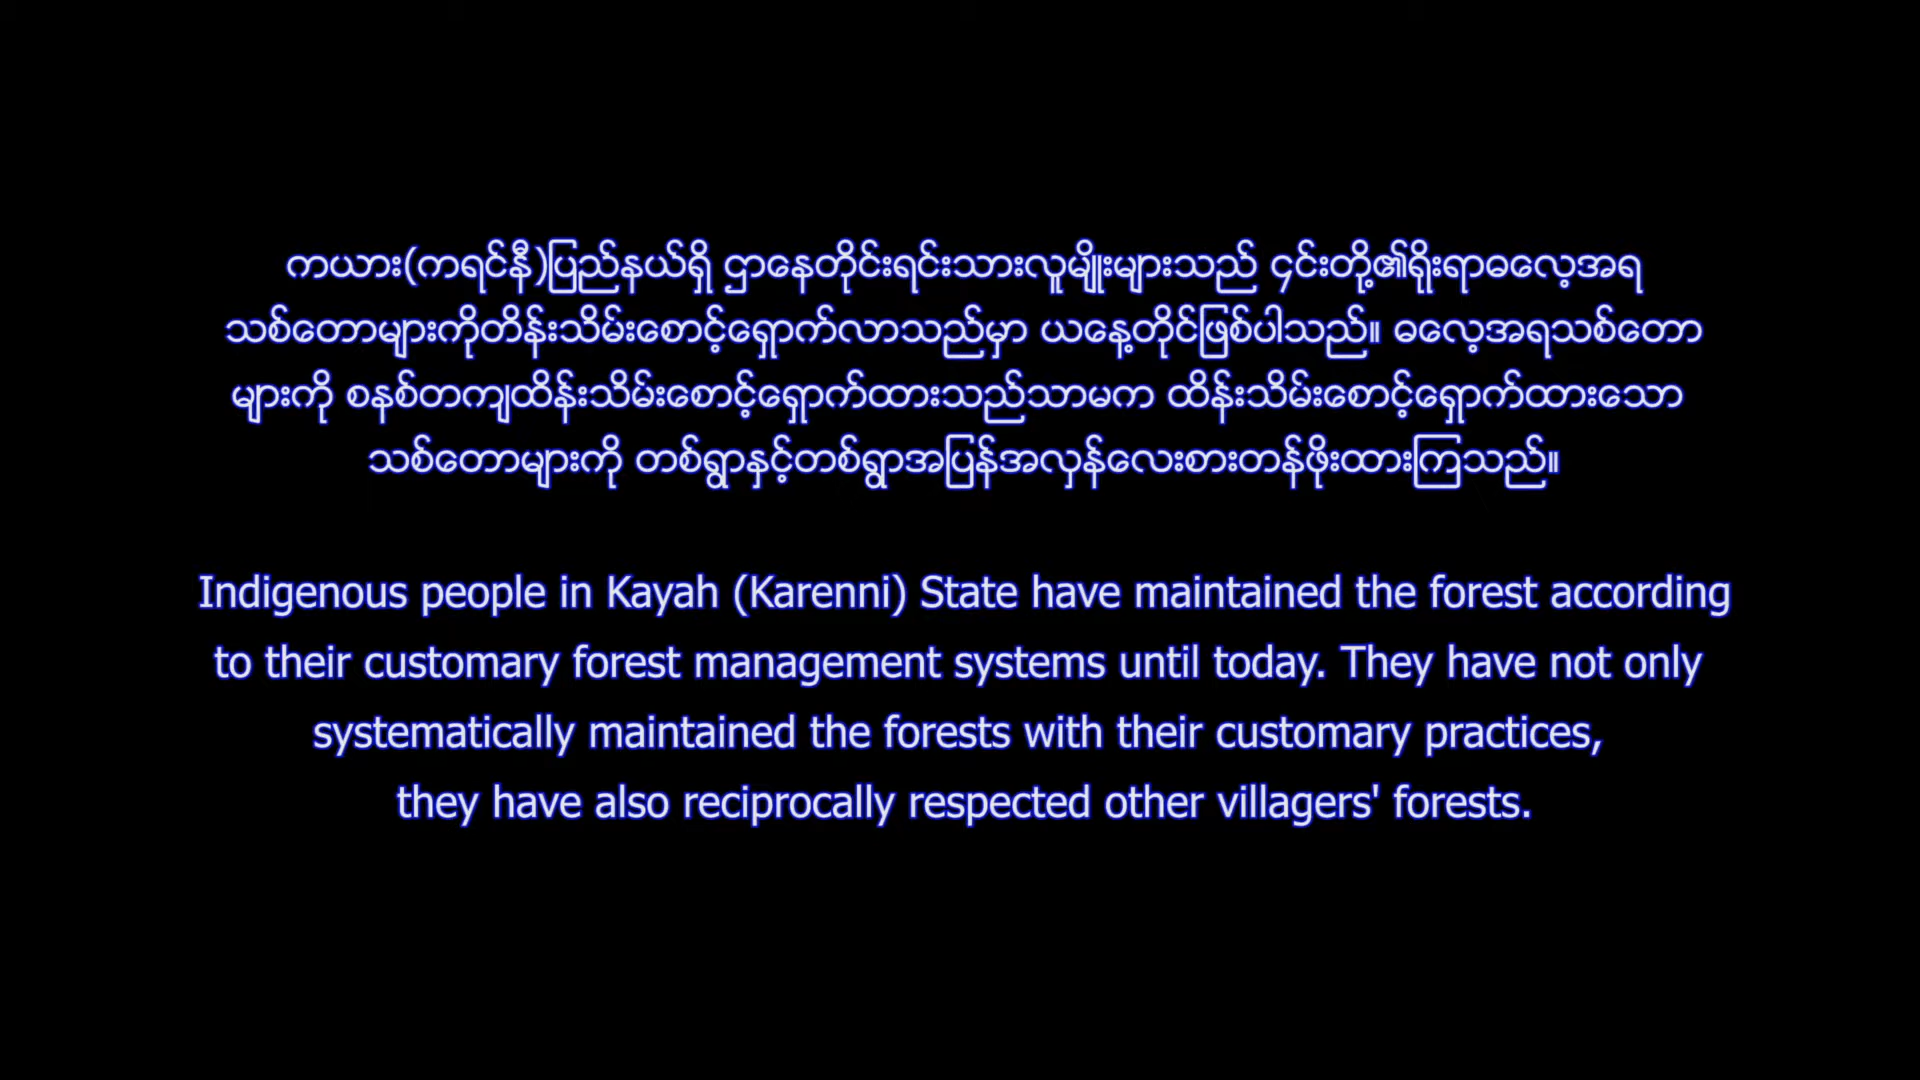 ကယား(ကရင်နီ)ပြည်နယ်ရှိ ဌာနေတိုင်းရင်းသားလူမျိုးများသည် ၄င်းတို့၏ရိုးရာဓလေ့အရ
သစ်တောများကိုတိန်းသိမ်းစောင့်ရှောက်လာသည်မှာ ယနေ့တိုင်ဖြစ်ပါသည်။ ဓလေ့အရသစ်တော
များကို စနစ်တကျထိန်းသိမ်းစောင့်ရှောက်ထားသည်သာမက ထိန်းသိမ်းစောင့်ရှောက်ထားသော
သစ်တောများကို တစ်ရွာနှင့်တစ်ရွာအပြန်အလှန်လေးစားတန်ဖိုးထားကြသည်။
Indigenous people in Kayah (Karenni) State have maintained the forest according
to their customary forest management systems until today. They have not only
systematically maintained the forests with their customary practices,
they have also reciprocally respected other villagers' forests.